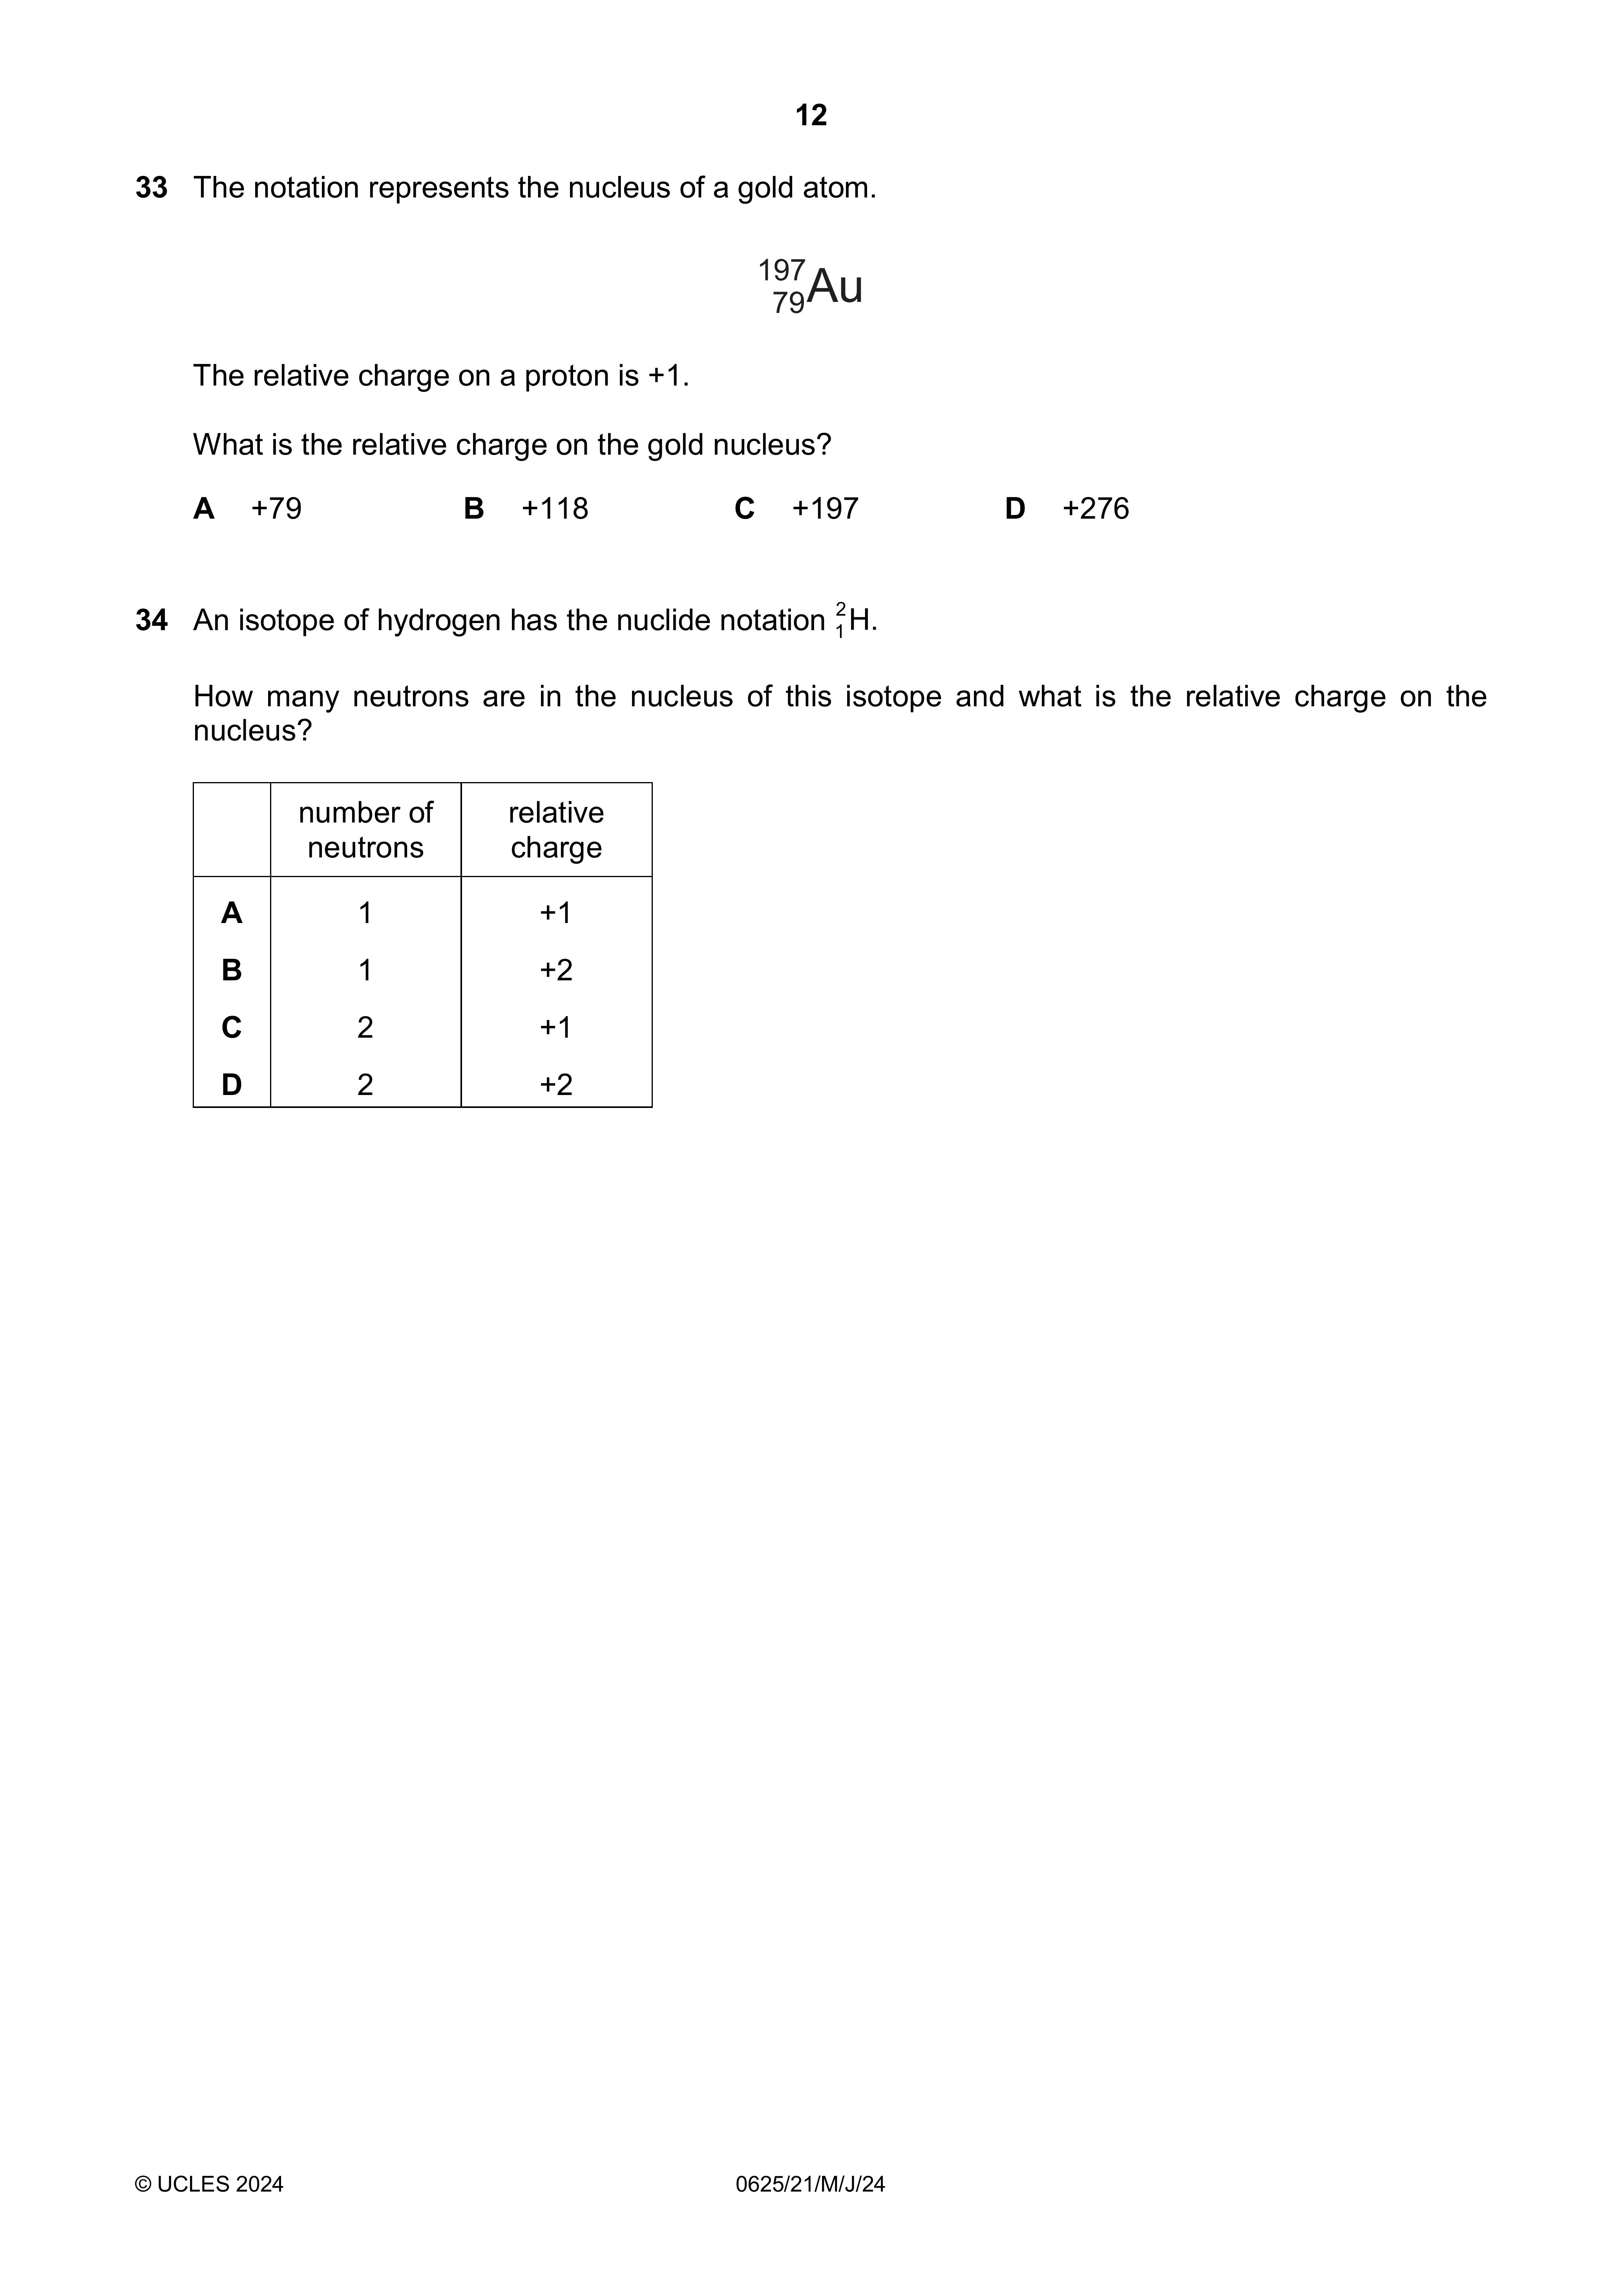 12
33 The notation represents the nucleus of a gold atom.
197
79 Au
The relative charge on a proton is +1.
What is the relative charge on the gold nucleus?
A +79 B +118 C +197 D +276
34 An isotope of hydrogen has the nuclide notation ²₁H.
How many neutrons are in the nucleus of this isotope and what is the relative charge on the
nucleus?
number of relative
neutrons charge
A 1 +1
B 1 +2
C 2 +1
D 2 +2
© UCLES 2024 0625/21/M/J/24